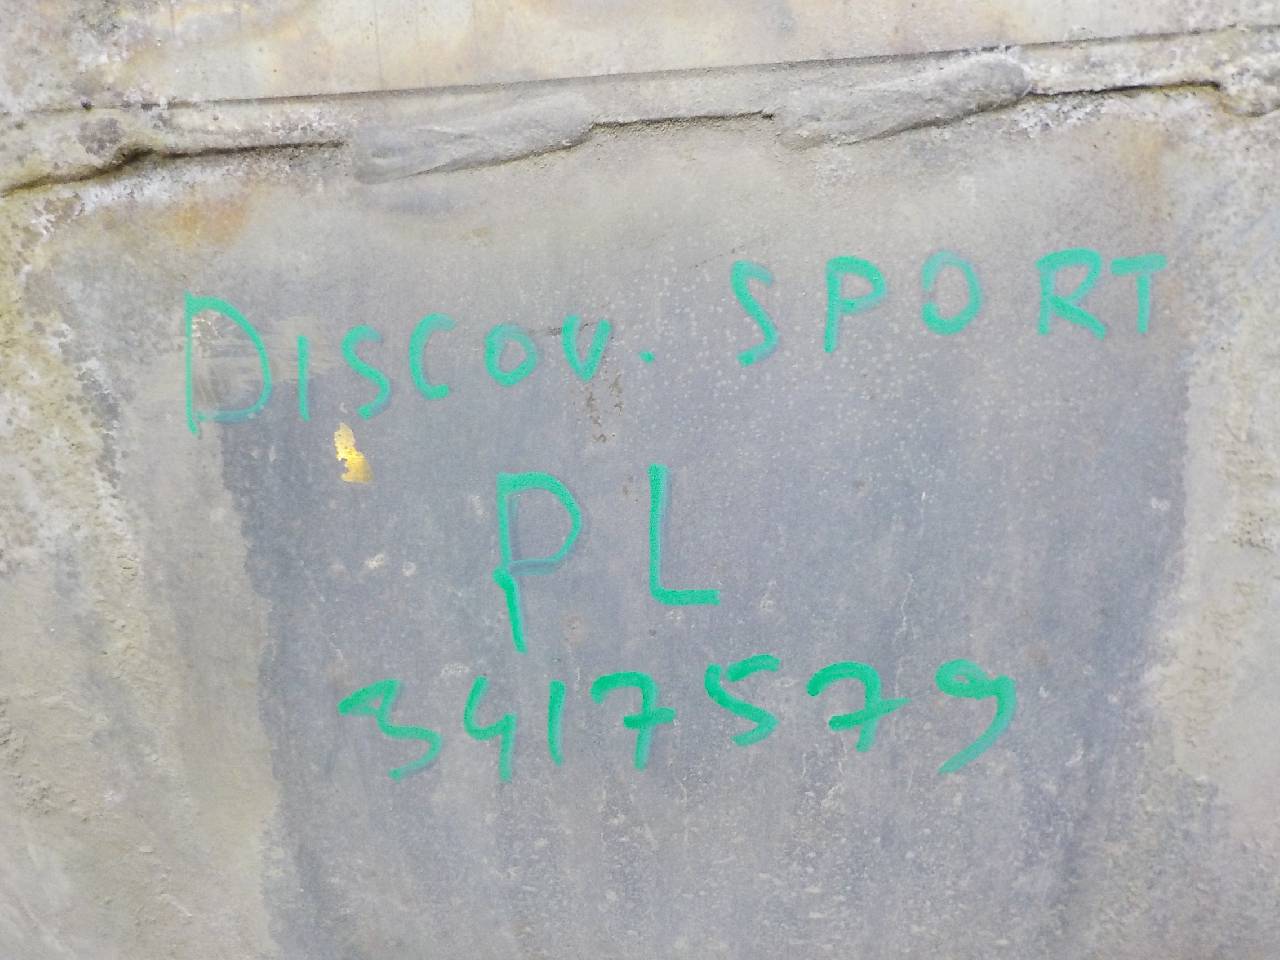 DISCOV. SPORT
PL
3417579